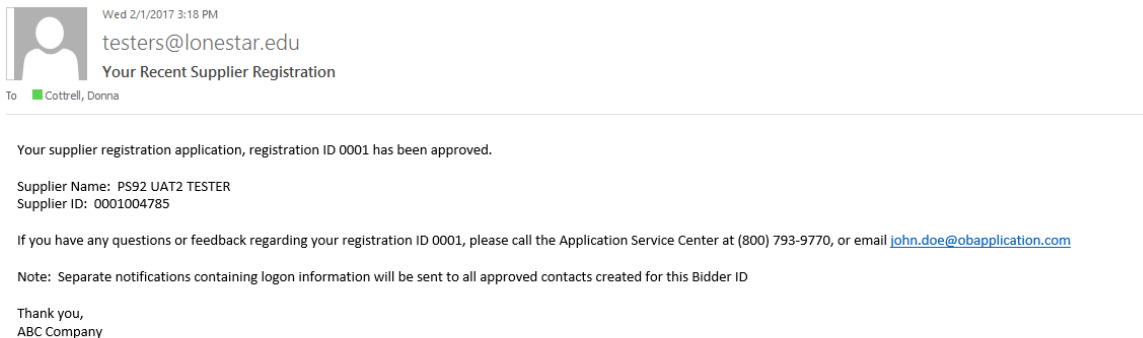 Wed 2/1/2017 3:18 PM
testers@lonestar.edu
Your Recent Supplier Registration
To Cottrell, Donna
Your supplier registration application, registration ID 0001 has been approved.
Supplier Name:  PS92 UAT2 TESTER
Supplier ID:  0001004785
If you have any questions or feedback regarding your registration ID 0001, please call the Application Service Center at (800) 793-9770, or email john.doe@obapplication.com
Note:  Separate notifications containing logon information will be sent to all approved contacts created for this Bidder ID
Thank you,
ABC Company